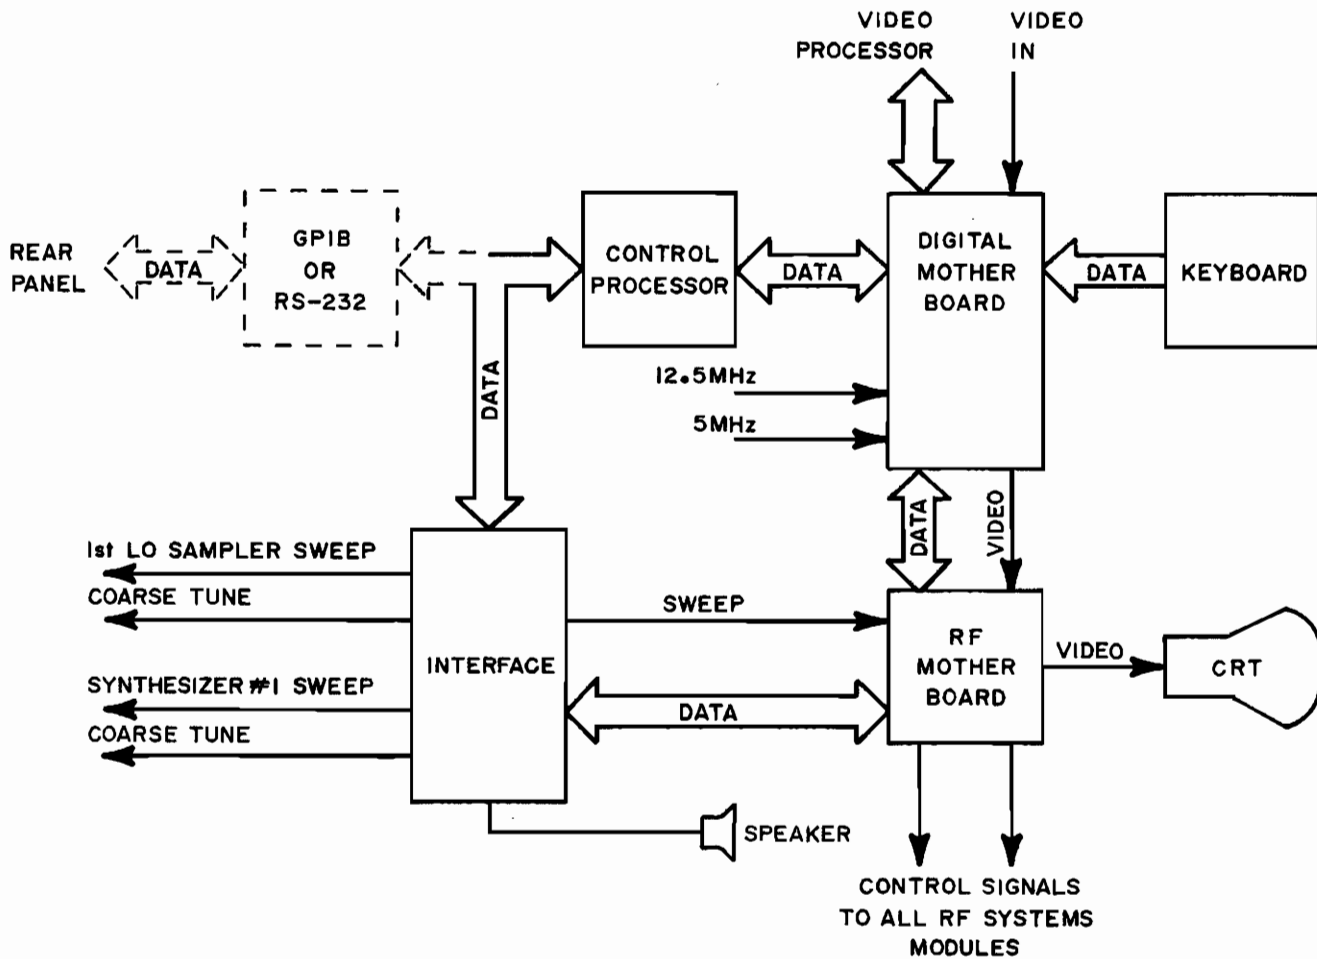 VIDEO
PROCESSOR
VIDEO
IN
REAR
PANEL
DATA
GPIB
OR
RS-232
CONTROL
PROCESSOR
DATA
DIGITAL
MOTHER
BOARD
DATA
KEYBOARD
DATA
12.5MHz
5MHz
DATA
VIDEO
1st LO SAMPLER SWEEP
COARSE TUNE
SYNTHESIZER #1 SWEEP
COARSE TUNE
INTERFACE
SWEEP
DATA
RF
MOTHER
BOARD
VIDEO
CRT
SPEAKER
CONTROL SIGNALS
TO ALL RF SYSTEMS
MODULES